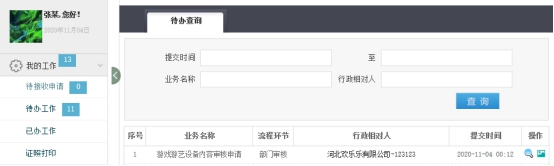 张某,您好!
2020年11月04日
我的工作 13
待接收申请 0
待办工作 11
已办工作
证照打印
待办查询
提交时间 至
业务名称 行政相对人
查 询
序号 业务名称 流程环节 行政相对人 提交时间 操作
1 游戏游艺设备内容审核申请 部门审核 河北欢乐乐有限公司-123123 2020-11-04 00:12